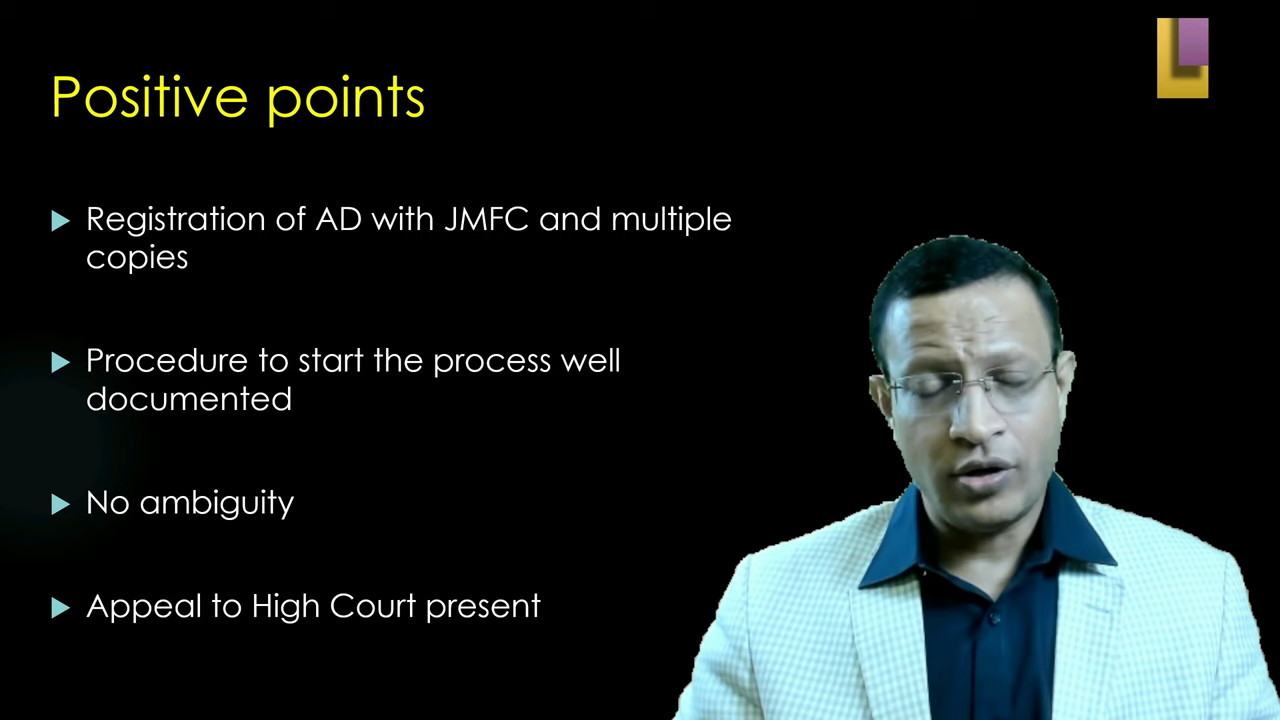 Positive points
Registration of AD with JMFC and multiple
copies
Procedure to start the process well
documented
No ambiguity
Appeal to High Court present